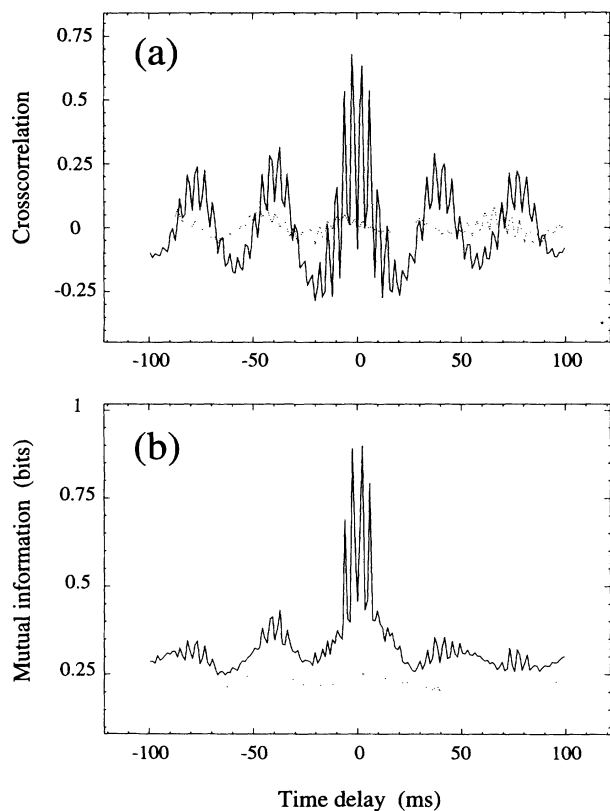 (a)
0.75
0.5
0.25
0
-0.25
Crosscorrelation
-100 -50 0 50 100
(b)
1
0.75
0.5
0.25
Mutual information (bits)
-100 -50 0 50 100
Time delay (ms)